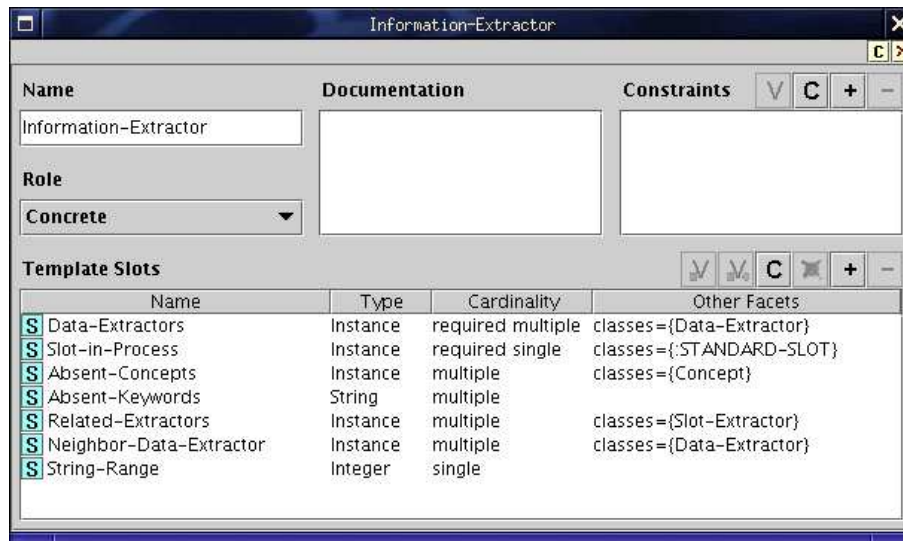 Information-Extractor
C
Name Documentation Constraints V C + −
Information-Extractor
Role
Concrete
Template Slots V V C + −
Name Type Cardinality Other Facets
S Data-Extractors Instance required multiple classes={Data-Extractor}
S Slot-in-Process Instance required single classes={:STANDARD-SLOT}
S Absent-Concepts Instance multiple classes={Concept}
S Absent-Keywords String multiple
S Related-Extractors Instance multiple classes={Slot-Extractor}
S Neighbor-Data-Extractor Instance multiple classes={Data-Extractor}
S String-Range Integer single